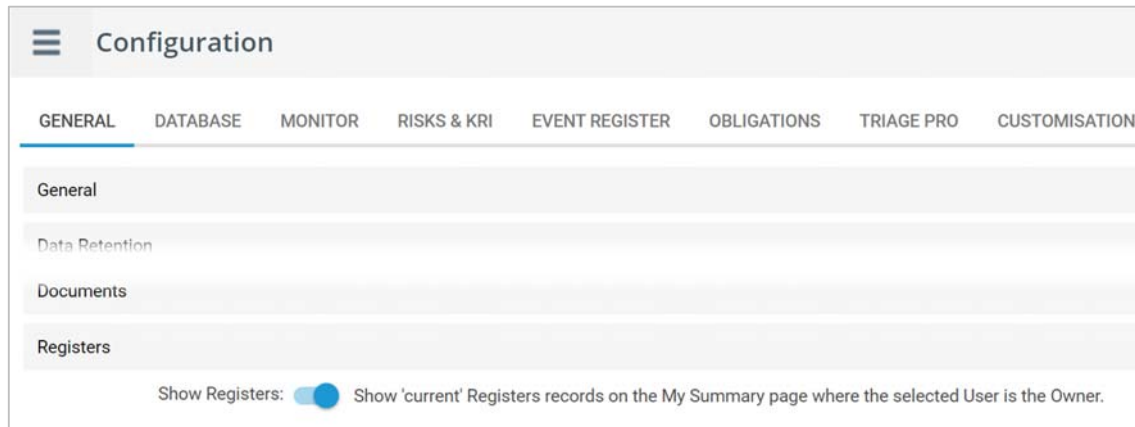 Configuration
GENERAL DATABASE MONITOR RISKS & KRI EVENT REGISTER OBLIGATIONS TRIAGE PRO CUSTOMISATION
General
Data Retention
Documents
Registers
Show Registers: Show 'current' Registers records on the My Summary page where the selected User is the Owner.